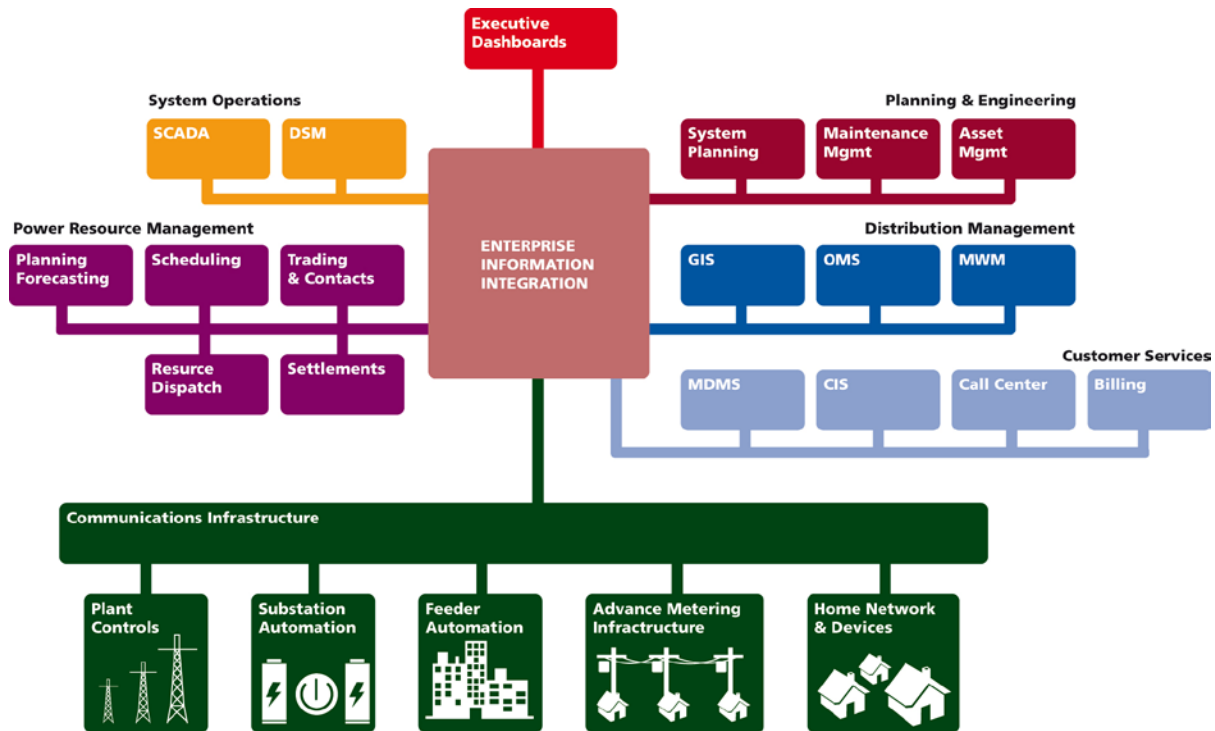 Executive
Dashboards
System Operations
SCADA
DSM
Planning & Engineering
System
Planning
Maintenance
Mgmt
Asset
Mgmt
Power Resource Management
Planning
Forecasting
Scheduling
Trading
& Contacts
Resurce
Dispatch
Settlements
ENTERPRISE
INFORMATION
INTEGRATION
Distribution Management
GIS
OMS
MWM
Customer Services
MDMS
CIS
Call Center
Billing
Communications Infrastructure
Plant
Controls
Substation
Automation
Feeder
Automation
Advance Metering
Infractructure
Home Network
& Devices